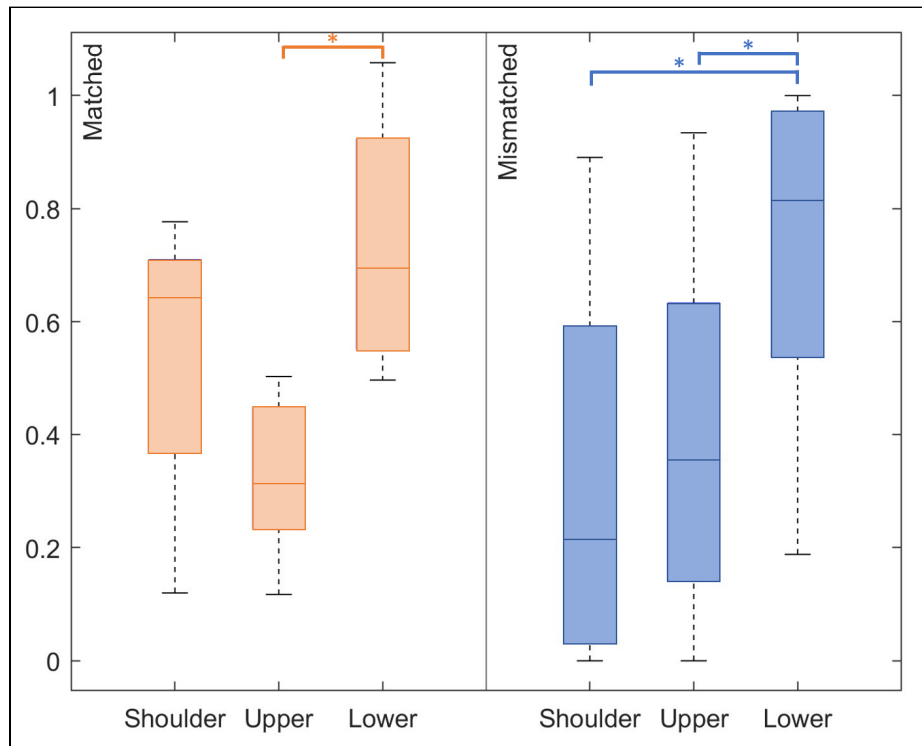 Matched
Mismatched
*
*
*
1
0.8
0.6
0.4
0.2
0
Shoulder Upper Lower
Shoulder Upper Lower